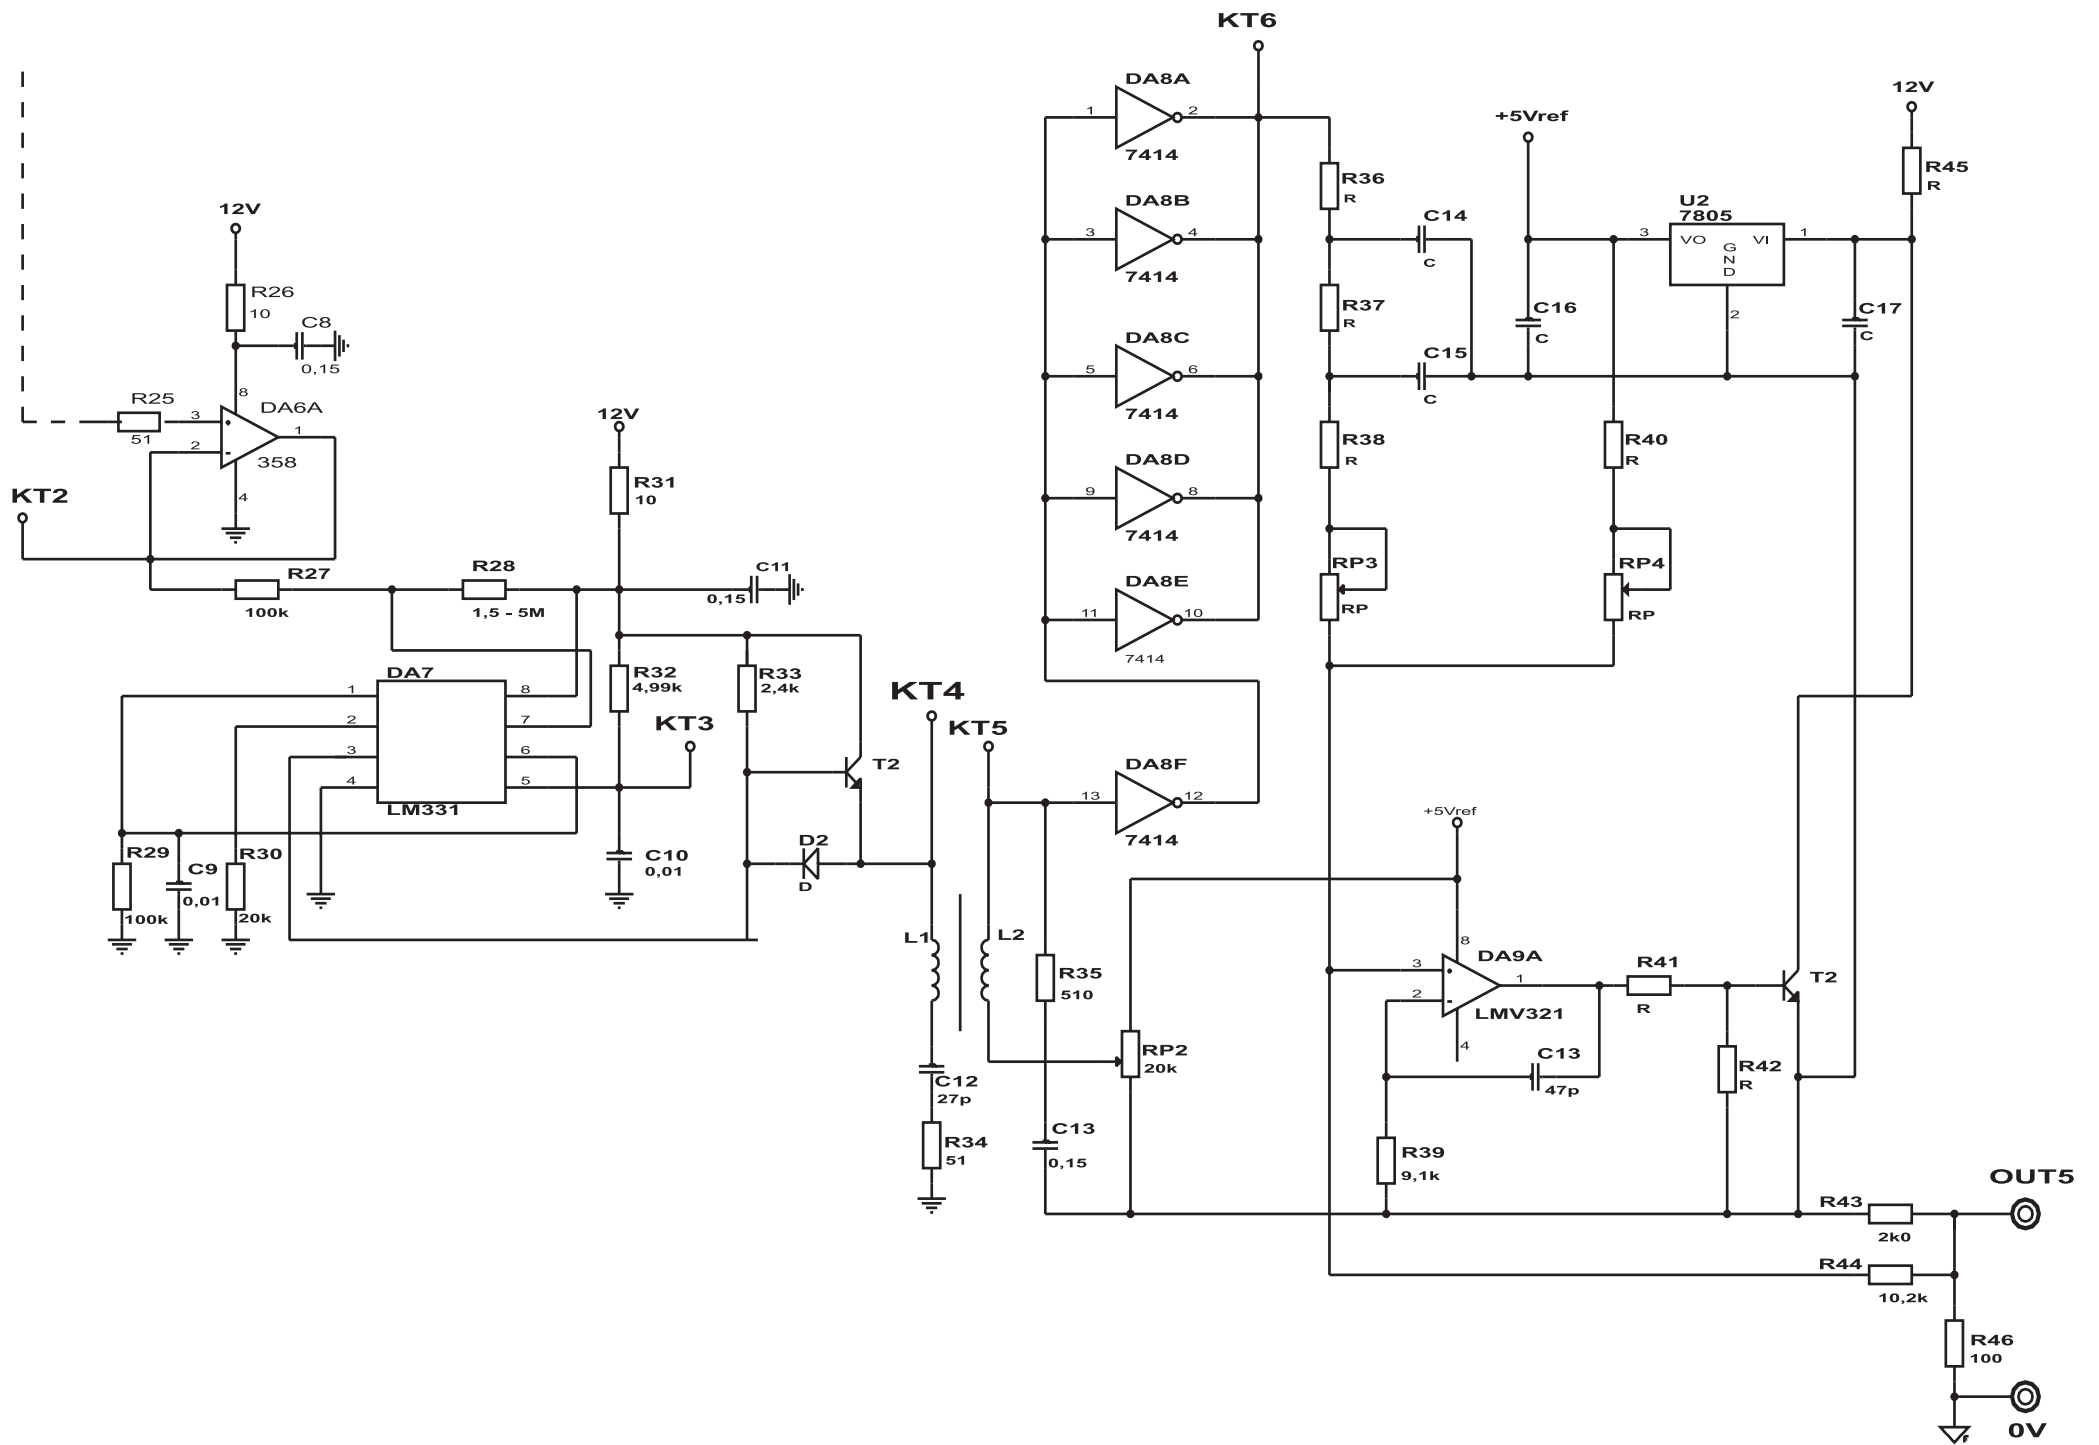 KT6
DA8A
1
2
7414
12V
+5Vref
R45
R
R36
R
DA8B
3
4
7414
C14
C
U2
7805
3
VO
GND
VI
1
2
12V
R26
10
C8
0,15
R37
R
C16
C
C17
C
DA8C
5
6
7414
C15
C
R25
51
3
2
8
DA6A
1
358
4
KT2
12V
R31
10
R38
R
R40
R
DA8D
9
8
7414
R27
100k
R28
1,5 - 5M
C11
0,15
RP3
RP
RP4
RP
DA8E
11
10
7414
DA7
1
2
3
4
8
7
6
5
LM331
R32
4,99k
R33
2,4k
KT3
KT4
KT5
T2
DA8F
13
12
7414
+5Vref
R29
100k
C9
0,01
R30
20k
C10
0,01
D2
D
L1
L2
R35
510
8
DA9A
3
2
1
LMV321
4
R41
R
T2
RP2
20k
C13
47p
R42
R
C12
27p
R34
51
C13
0,15
R39
9,1k
OUT5
R43
2k0
R44
10,2k
R46
100
0V